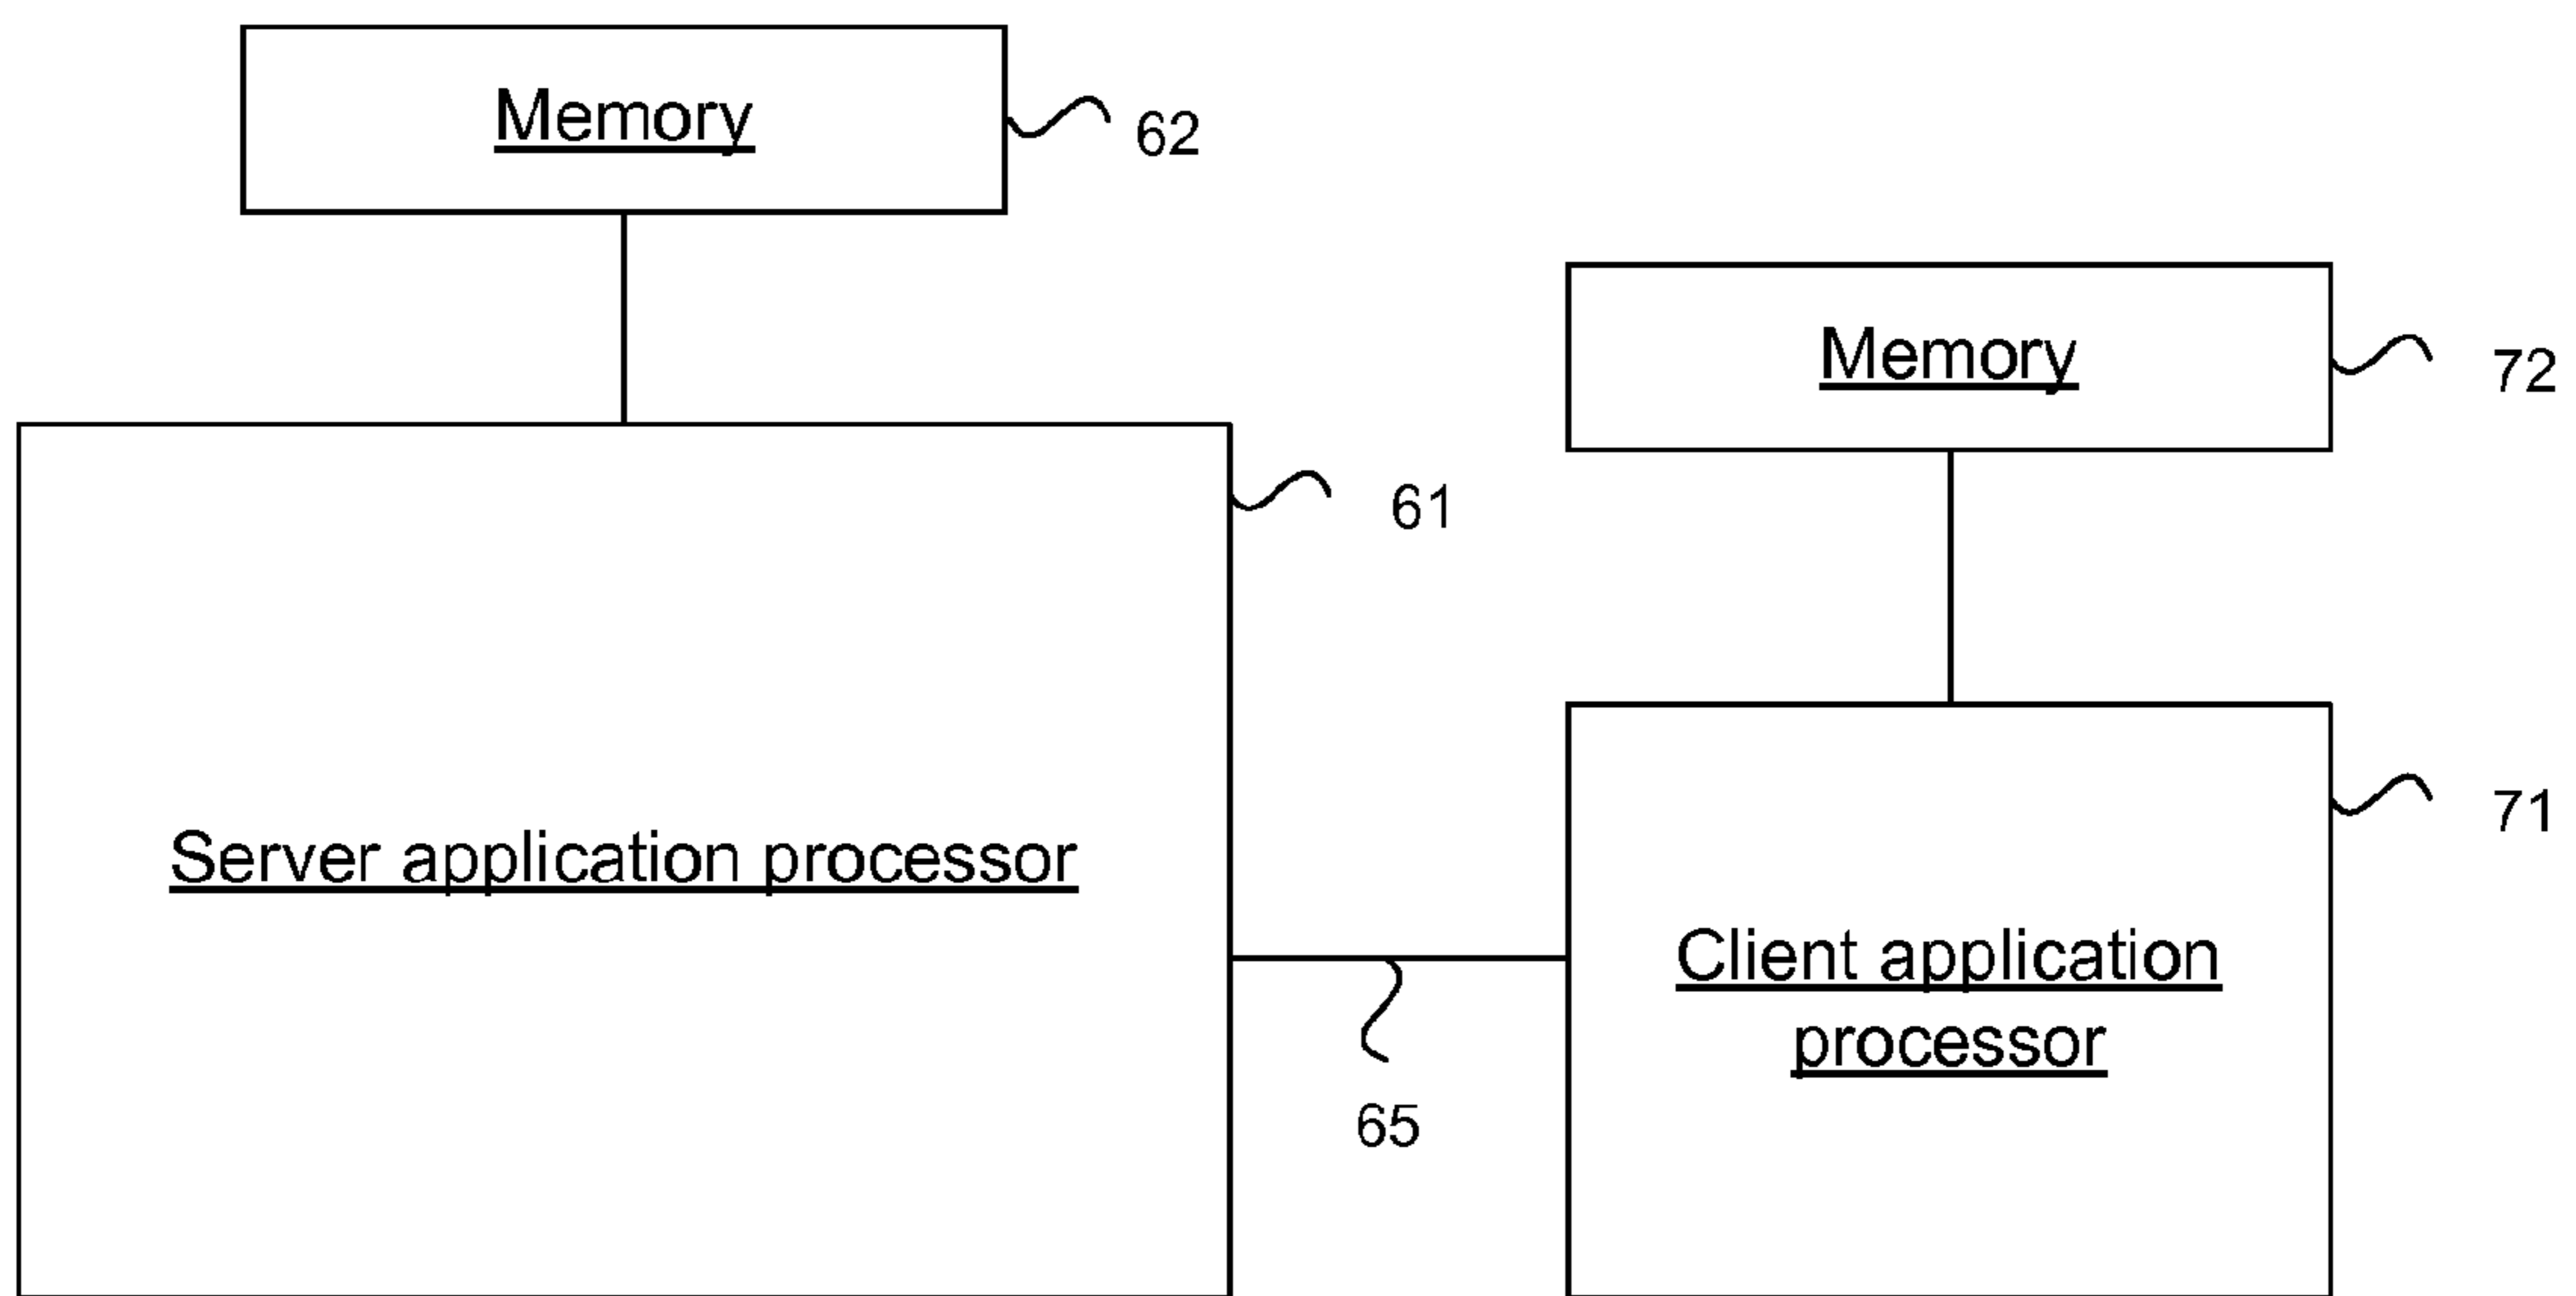 Memory
62
Memory
72
61
Server application processor
71
Client application
processor
65